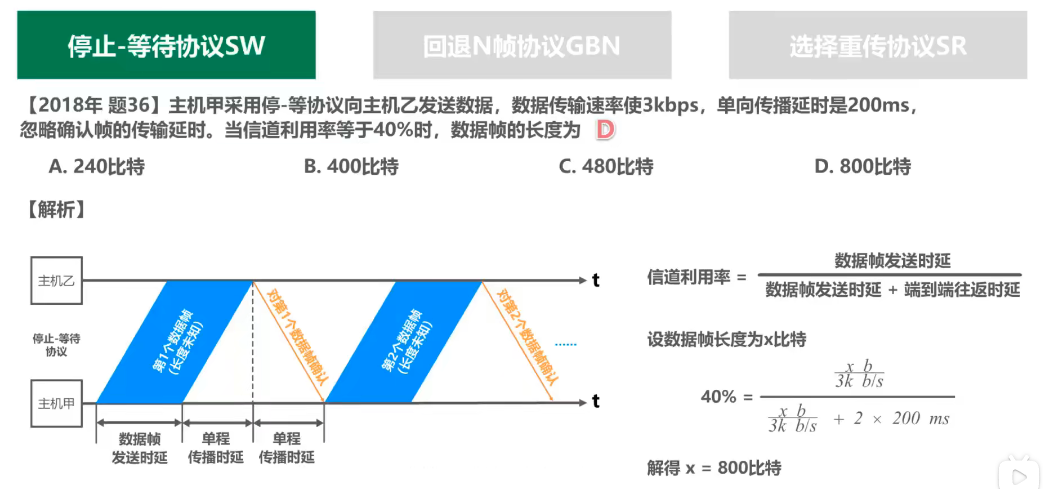 停止-等待协议SW
回退N帧协议GBN
选择重传协议SR
【2018年 题36】主机甲采用停-等协议向主机乙发送数据，数据传输速率使3kbps，单向传播延时是200ms，
忽略确认帧的传输延时。当信道利用率等于40%时，数据帧的长度为 D
A. 240比特
B. 400比特
C. 480比特
D. 800比特
【解析】
主机乙
t
停止-等待
协议
第1个数据帧
(长度未知)
对第1个数据帧确认
第2个数据帧
(长度未知)
对第2个数据帧确认
......
主机甲
t
数据帧
发送时延
单程
传播时延
单程
传播时延
信道利用率 =
数据帧发送时延
数据帧发送时延 + 端到端往返时延
设数据帧长度为x比特
40% =
x b
3k b/s
x b
3k b/s
+ 2 × 200 ms
解得 x = 800比特